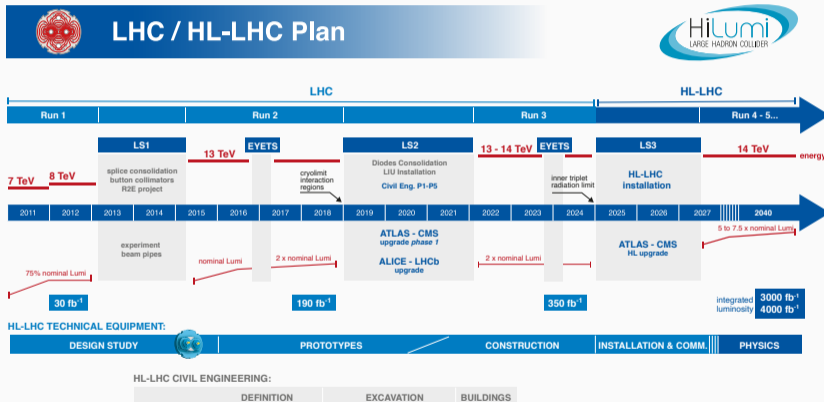 LHC / HL-LHC Plan
HiLumi
LARGE HADRON COLLIDER
LHC
HL-LHC
Run 1
Run 2
Run 3
Run 4 - 5...
LS1
EYETS
LS2
EYETS
LS3
13 TeV
13 - 14 TeV
14 TeV
energy
splice consolidation
button collimators
R2E project
Diodes Consolidation
LIU Installation
Civil Eng. P1-P5
HL-LHC
installation
7 TeV
8 TeV
cryolimit
interaction
regions
inner triplet
radiation limit
2011 2012 2013 2014 2015 2016 2017 2018 2019 2020 2021 2022 2023 2024 2025 2026 2027 2040
5 to 7.5 x nominal Lumi
experiment
beam pipes
ATLAS - CMS
upgrade phase 1
ALICE - LHCb
upgrade
ATLAS - CMS
HL upgrade
75% nominal Lumi
nominal Lumi
2 x nominal Lumi
2 x nominal Lumi
30 fb⁻¹
190 fb⁻¹
350 fb⁻¹
integrated
luminosity
3000 fb⁻¹
4000 fb⁻¹
HL-LHC TECHNICAL EQUIPMENT:
DESIGN STUDY
PROTOTYPES
CONSTRUCTION
INSTALLATION & COMM.
PHYSICS
HL-LHC CIVIL ENGINEERING:
DEFINITION
EXCAVATION
BUILDINGS